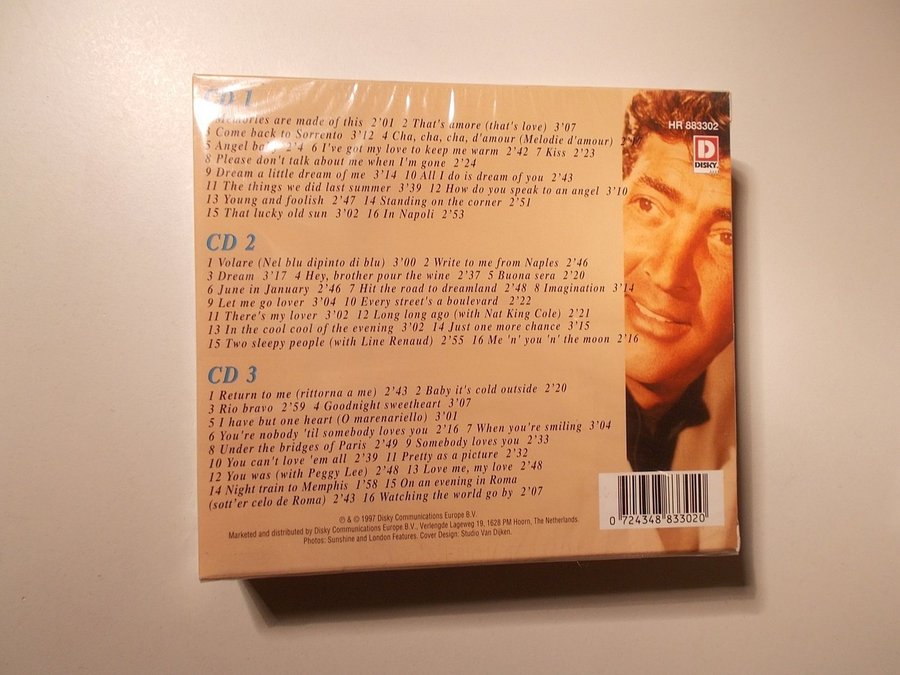 CD 1
Memories are made of this 2'01 2 That's amore (that's love) 3'07
3 Come back to Sorrento 3'12 4 Cha, cha, cha, d'amour (Melodie d'amour)
5 Angel baby 2'4 6 I've got my love to keep me warm 2'42 7 Kiss 2'23
8 Please don't talk about me when I'm gone 2'24
9 Dream a little dream of me 3'14 10 All I do is dream of you 2'43
11 The things we did last summer 3'39 12 How do you speak to an angel 3'10
13 Young and foolish 2'47 14 Standing on the corner 2'51
15 That lucky old sun 3'02 16 In Napoli 2'53
CD 2
1 Volare (Nel blu dipinto di blu) 3'00 2 Write to me from Naples 2'46
3 Dream 3'17 4 Hey, brother pour the wine 2'37 5 Buona sera 2'20
6 June in January 2'46 7 Hit the road to dreamland 2'48 8 Imagination 3'14
9 Let me go lover 3'04 10 Every street's a boulevard 2'22
11 There's my lover 3'02 12 Long long ago (with Nat King Cole) 2'21
13 In the cool cool of the evening 3'02 14 Just one more chance 3'15
15 Two sleepy people (with Line Renaud) 2'55 16 Me 'n' you 'n' the moon 2'16
CD 3
1 Return to me (rittorna a me) 2'43 2 Baby it's cold outside 2'20
3 Rio bravo 2'59 4 Goodnight sweetheart 3'07
5 I have but one heart (O marenariello) 3'01
6 You're nobody 'til somebody loves you 2'16 7 When you're smiling 3'04
8 Under the bridges of Paris 2'49 9 Somebody loves you 2'33
10 You can't love 'em all 2'39 11 Pretty as a picture 2'32
12 You was (with Peggy Lee) 2'48 13 Love me, my love 2'48
14 Night train to Memphis 1'58 15 On an evening in Roma
(sott'er celo de Roma) 2'43 16 Watching the world go by 2'07
℗ & © 1997 Disky Communications Europe B.V.
Marketed and distributed by Disky Communications Europe B.V., Verlengde Lageweg 19, 1628 PM Hoorn, The Netherlands.
Photos: Sunshine and London Features. Cover Design: Studio Van Dijken.
HR 883302
D
DISKY
0 724348 833020